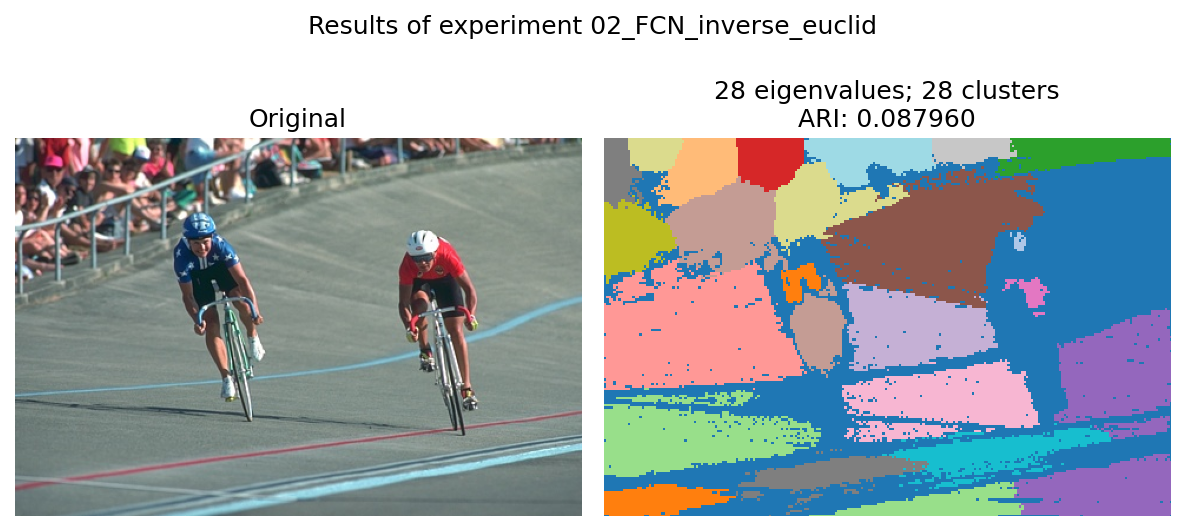 Results of experiment 02_FCN_inverse_euclid
Original
28 eigenvalues; 28 clusters
ARI: 0.087960